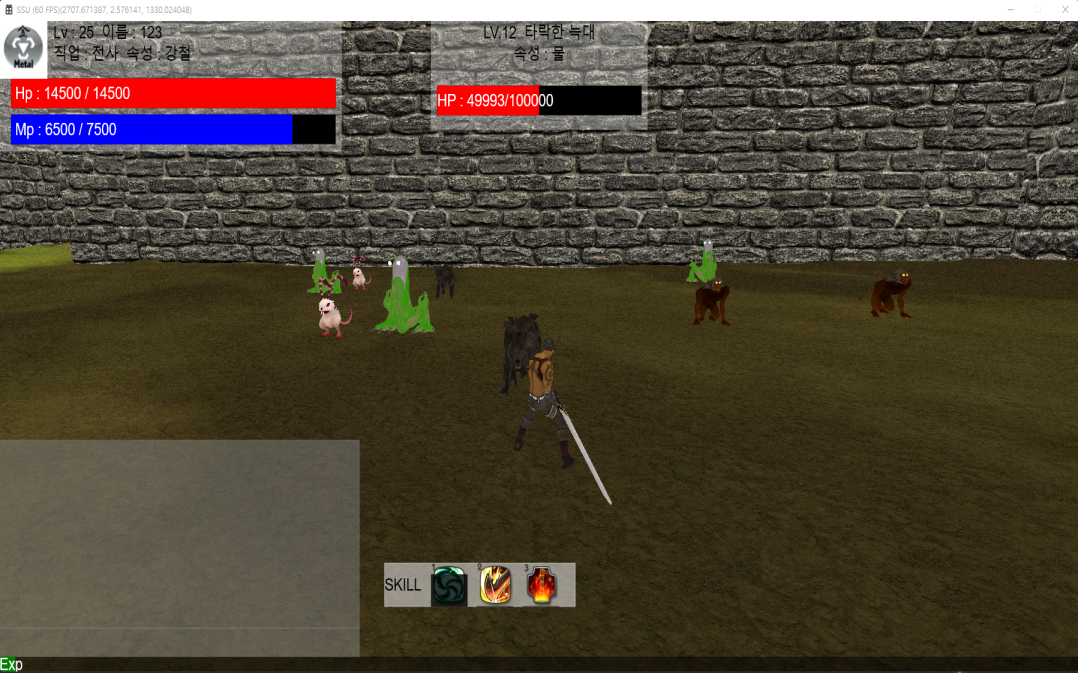 SSU (60 FPS)(2707.671387, 2.576141, 1330.024048)
Lv : 25 이름 : 123
직업 : 전사 속성 : 강철
Metal
Hp : 14500 / 14500
Mp : 6500 / 7500
LV.12 타락한 늑대
속성 : 물
HP : 49993/100000
SKILL
1 2 3
Exp